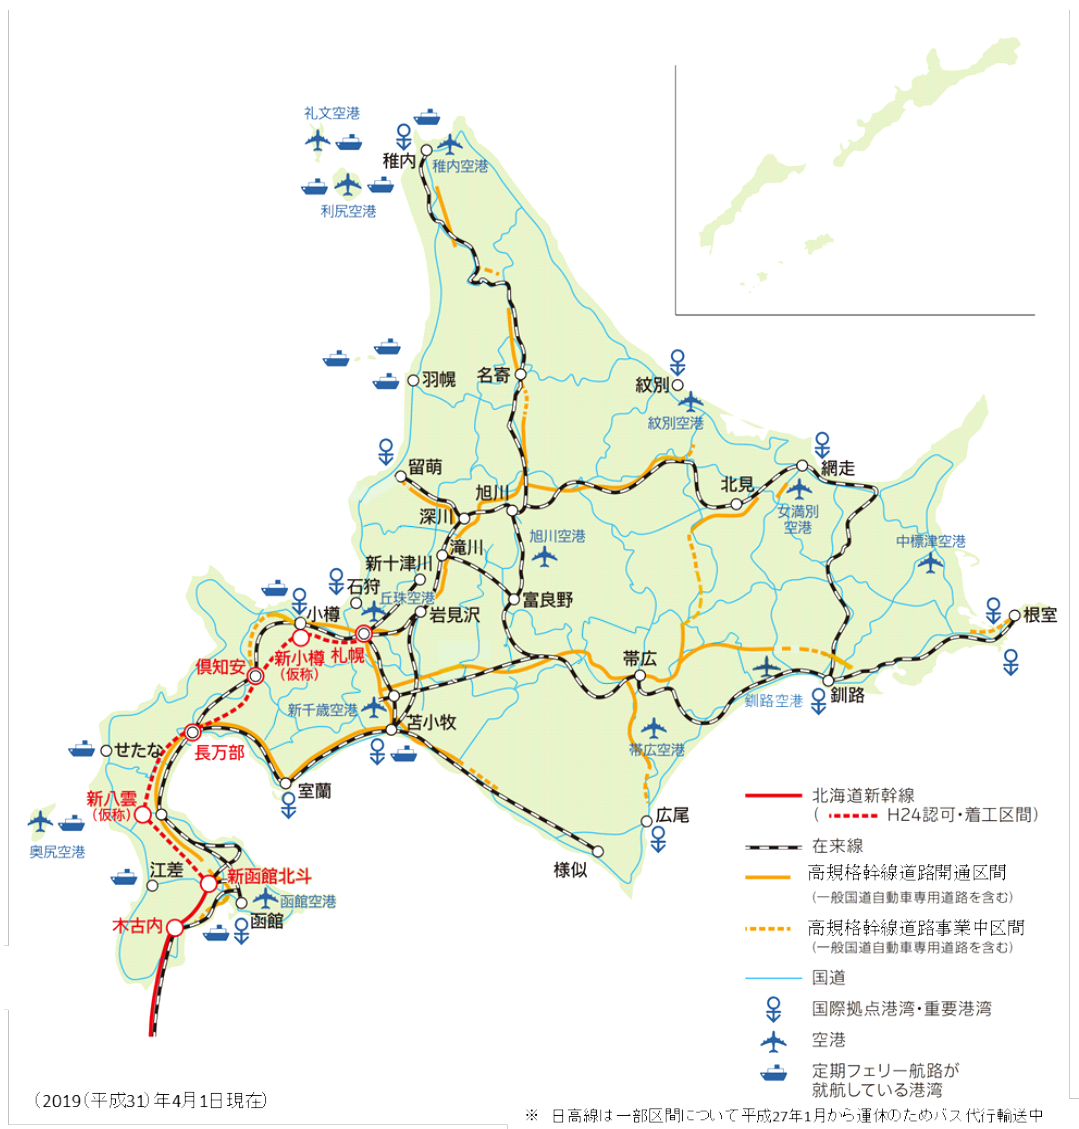 礼文空港
稚内
稚内空港
利尻空港
羽幌
名寄
紋別
紋別空港
留萌
旭川
北見
網走
深川
女満別
空港
滝川
旭川空港
中標津空港
新十津川
石狩
丘珠空港
富良野
小樽
岩見沢
根室
新小樽
(仮称)
札幌
倶知安
帯広
新千歳空港
釧路空港
釧路
苫小牧
せたな
長万部
帯広空港
室蘭
新八雲
(仮称)
広尾
奥尻空港
江差
様似
新函館北斗
函館空港
函館
木古内
北海道新幹線
( H24認可・着工区間)
在来線
高規格幹線道路開通区間
(一般国道自動車専用道路を含む)
高規格幹線道路事業中区間
(一般国道自動車専用道路を含む)
国道
国際拠点港湾・重要港湾
空港
定期フェリー航路が
就航している港湾
(2019(平成31)年4月1日現在)
※ 日高線は一部区間について平成27年1月から運休のためバス代行輸送中